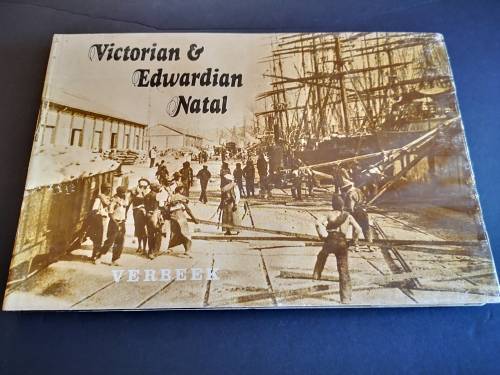 Victorian &
Edwardian
Natal
VERBEEK